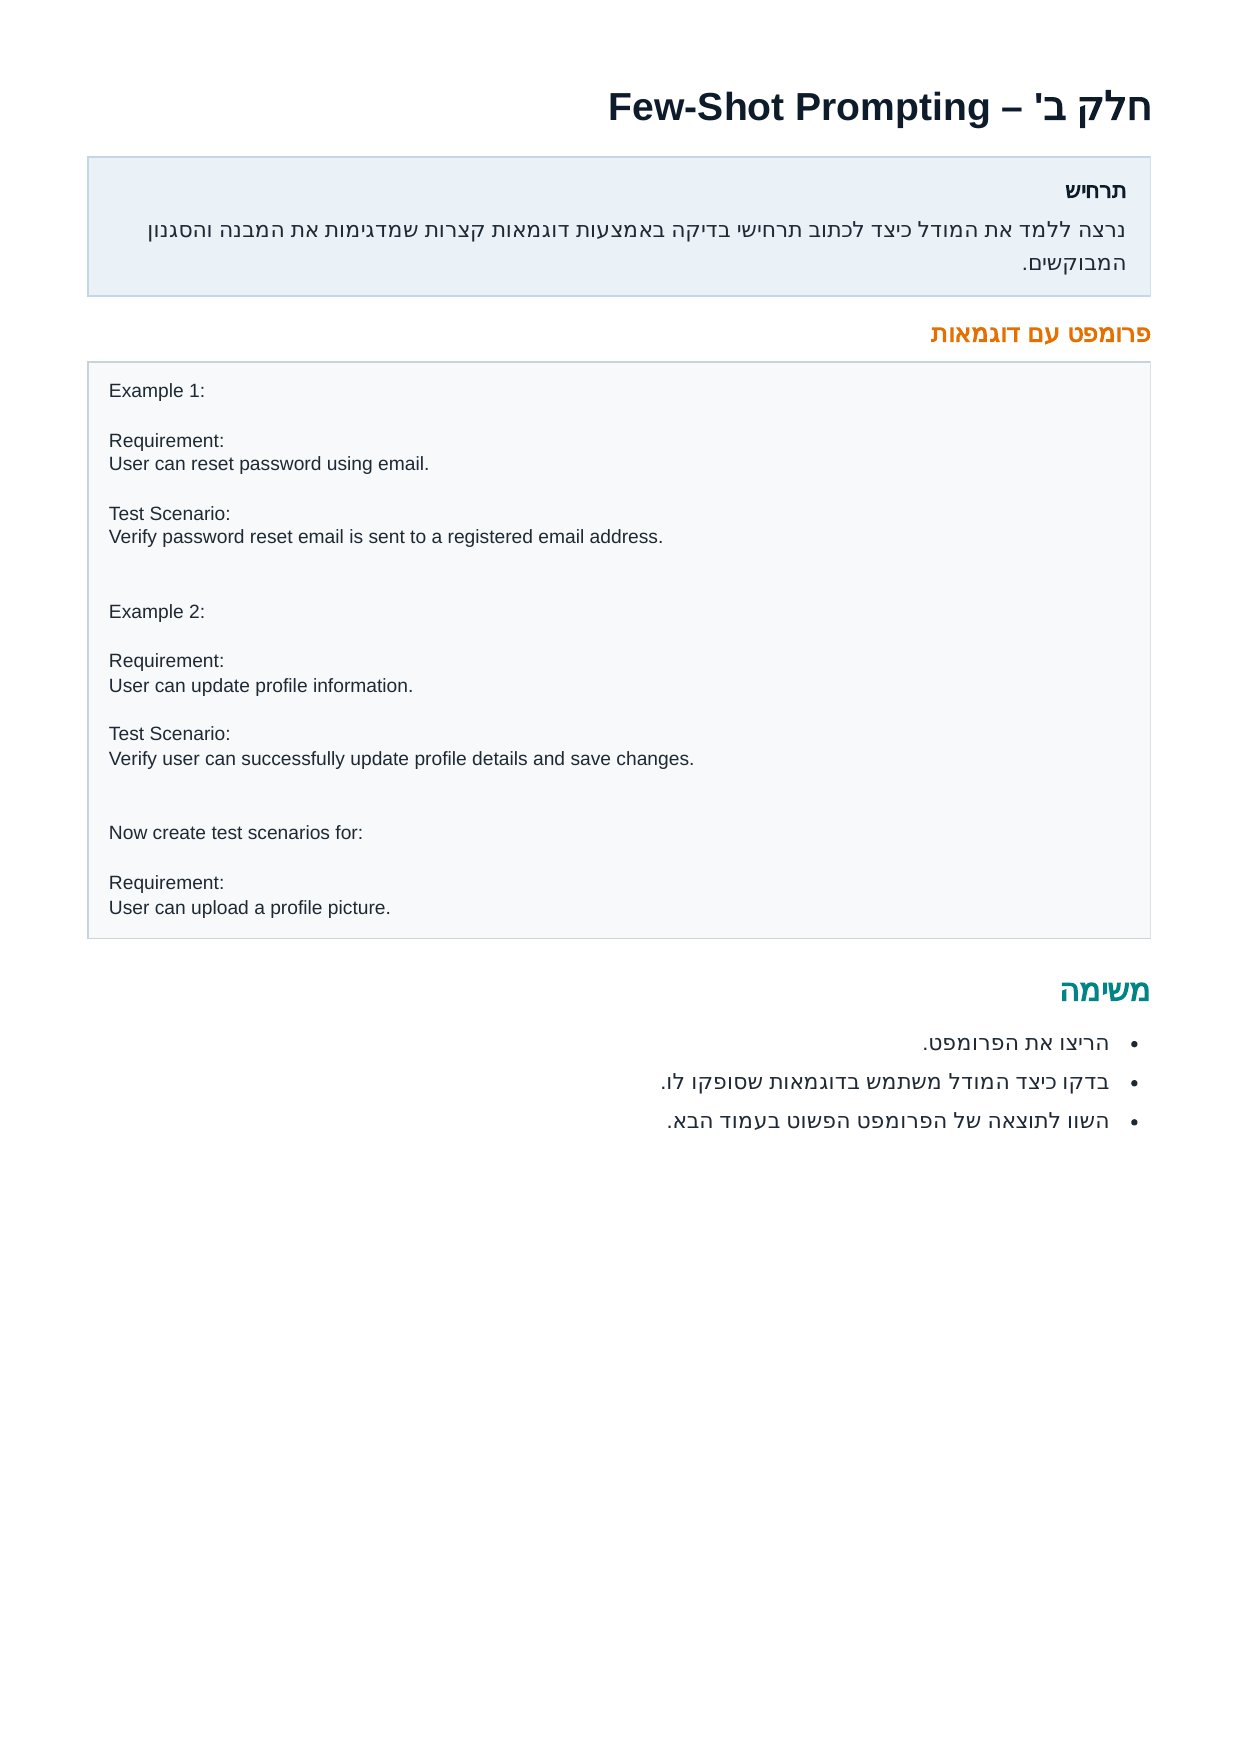 חלק ב' – Few-Shot Prompting
תרחיש
נרצה ללמד את המודל כיצד לכתוב תרחישי בדיקה באמצעות דוגמאות קצרות שמדגימות את המבנה והסגנון
המבוקשים.
פרומפט עם דוגמאות
Example 1:
Requirement:
User can reset password using email.
Test Scenario:
Verify password reset email is sent to a registered email address.
Example 2:
Requirement:
User can update profile information.
Test Scenario:
Verify user can successfully update profile details and save changes.
Now create test scenarios for:
Requirement:
User can upload a profile picture.
משימה
• הריצו את הפרומפט.
• בדקו כיצד המודל משתמש בדוגמאות שסופקו לו.
• השוו לתוצאה של הפרומפט הפשוט בעמוד הבא.